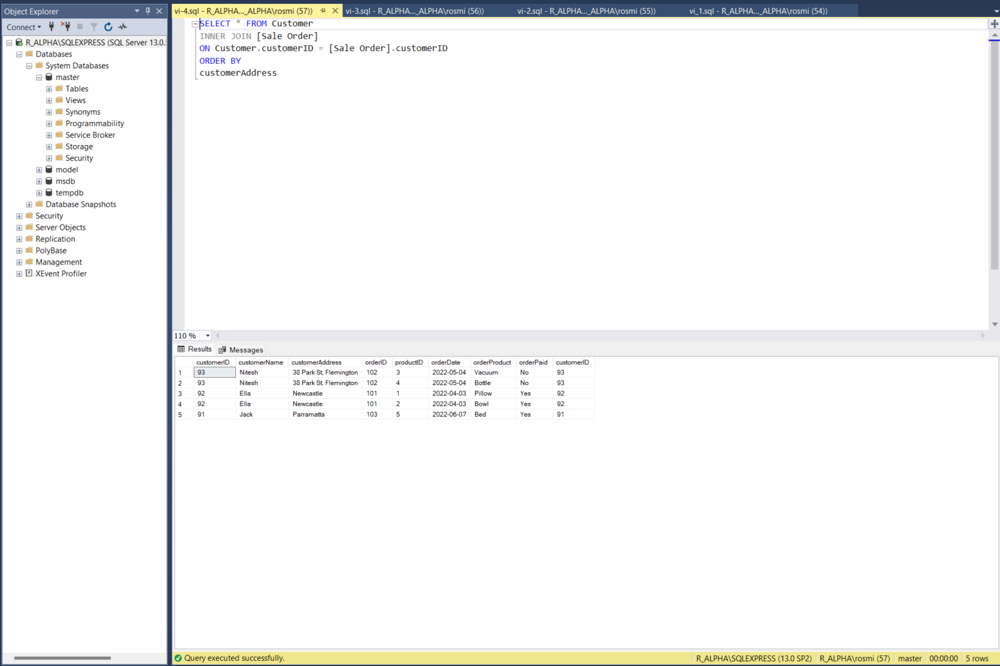 Object Explorer
Connect
R_ALPHA\SQLEXPRESS (SQL Server 13.0.
Databases
System Databases
master
Tables
Views
Synonyms
Programmability
Service Broker
Storage
Security
model
msdb
tempdb
Database Snapshots
Security
Server Objects
Replication
PolyBase
Management
XEvent Profiler
vi-4.sql - R_ALPHA..._ALPHA\rosmi (57)) vi-3.sql - R_ALPHA..._ALPHA\rosmi (56)) vi-2.sql - R_ALPHA..._ALPHA\rosmi (55)) vi_1.sql - R_ALPHA..._ALPHA\rosmi (54))
SELECT * FROM Customer
INNER JOIN [Sale Order]
ON Customer.customerID = [Sale Order].customerID
ORDER BY
customerAddress
110 %
Results Messages
customerID customerName customerAddress orderID productID orderDate orderProduct orderPaid customerID
1 93 Nitesh 38 Park St, Flemington 102 3 2022-05-04 Vacuum No 93
2 93 Nitesh 38 Park St, Flemington 102 4 2022-05-04 Bottle No 93
3 92 Ella Newcastle 101 1 2022-04-03 Pillow Yes 92
4 92 Ella Newcastle 101 2 2022-04-03 Bowl Yes 92
5 91 Jack Parramatta 103 5 2022-06-07 Bed Yes 91
Query executed successfully. R_ALPHA\SQLEXPRESS (13.0 SP2) R_ALPHA\rosmi (57) master 00:00:00 5 rows